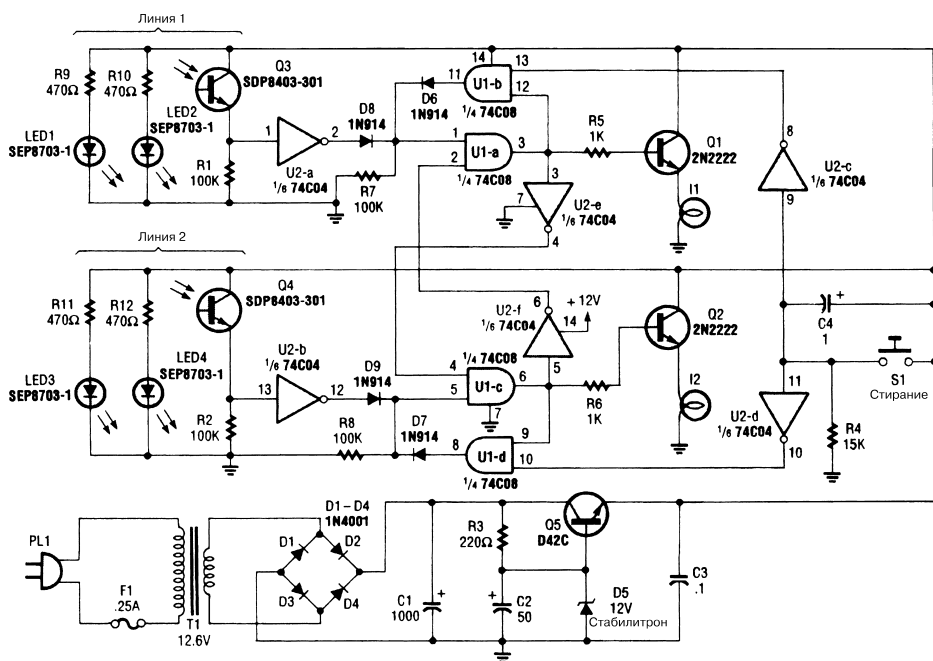 Линия 1
R9
470Ω
R10
470Ω
Q3
SDP8403-301
LED1
SEP8703-1
LED2
SEP8703-1
R1
100K
1
2
U2-a
1/6 74C04
D8
1N914
R7
100K
D6
1N914
11
14
13
12
U1-b
1/4 74C08
1
2
3
U1-a
1/4 74C08
R5
1K
Q1
2N2222
I1
8
U2-c
1/6 74C04
9
3
7
U2-e
1/6 74C04
4
Линия 2
R11
470Ω
R12
470Ω
Q4
SDP8403-301
LED3
SEP8703-1
LED4
SEP8703-1
R2
100K
13
12
U2-b
1/6 74C04
D9
1N914
R8
100K
D7
1N914
6
U2-f
1/6 74C04
+12V
14
5
1/4 74C08
4
5
6
U1-c
7
8
9
10
U1-d
1/4 74C08
R6
1K
Q2
2N2222
I2
C4
+
1
S1
Стирание
11
U2-d
1/6 74C04
10
R4
15K
PL1
F1
.25A
T1
12.6V
D1-D4
1N4001
D1
D2
D3
D4
C1
1000
+
R3
220Ω
C2
50
+
Q5
D42C
D5
12V
Стабилитрон
C3
.1